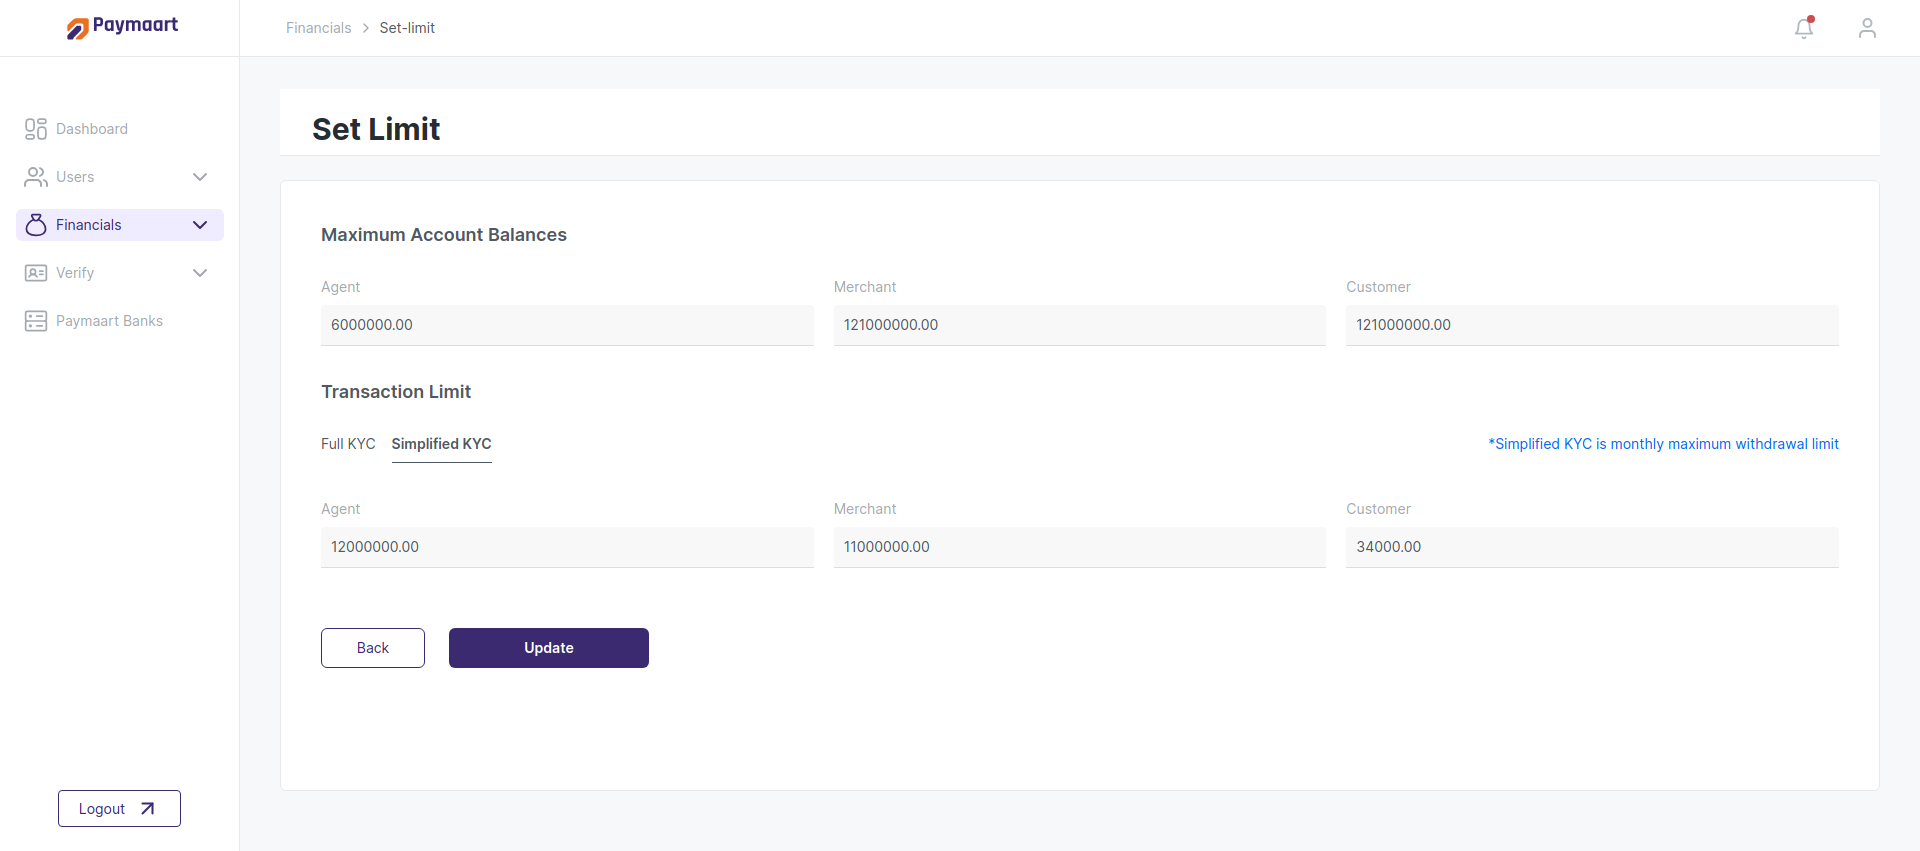 Paymaart
Financials > Set-limit
Dashboard
Users
Financials
Verify
Paymaart Banks
Logout
Set Limit
Maximum Account Balances
Agent Merchant Customer
6000000.00 121000000.00 121000000.00
Transaction Limit
Full KYC Simplified KYC *Simplified KYC is monthly maximum withdrawal limit
Agent Merchant Customer
12000000.00 11000000.00 34000.00
Back Update